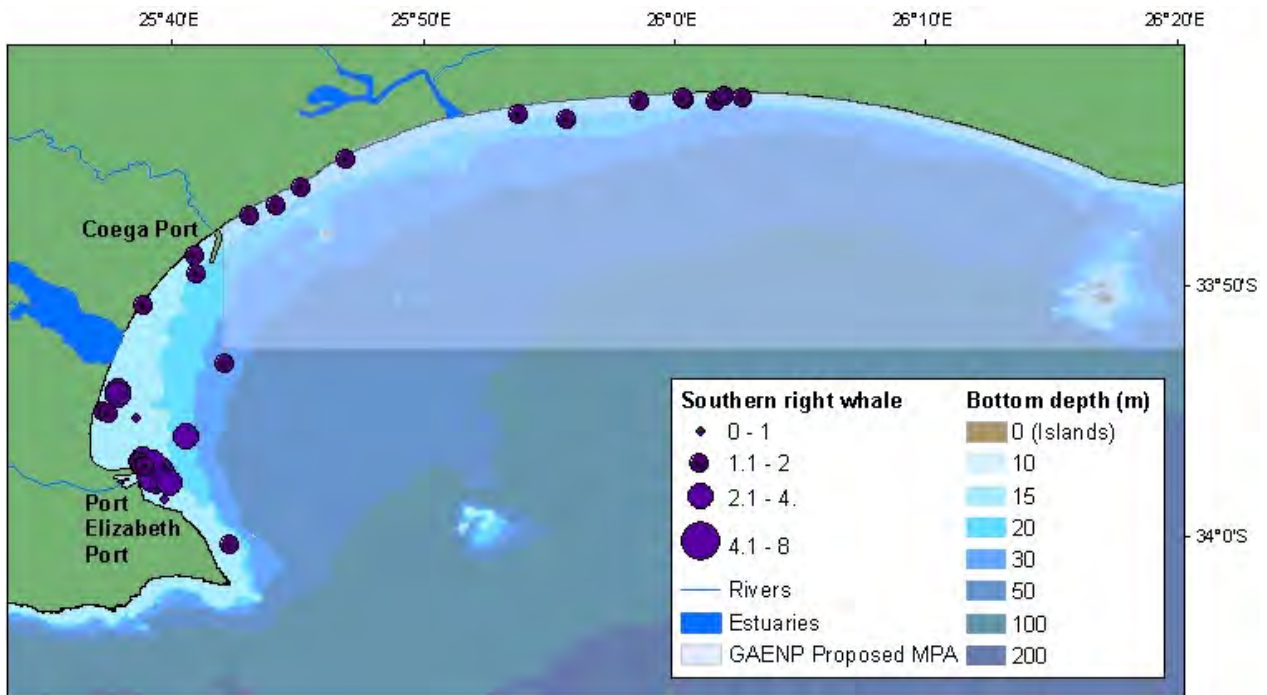 25°40'E 25°50'E 26°0'E 26°10'E 26°20'E
Coega Port
33°50'S
Port
Elizabeth
Port
34°0'S
Southern right whale
0 - 1
1.1 - 2
2.1 - 4.
4.1 - 8
Rivers
Estuaries
GAENP Proposed MPA
Bottom depth (m)
0 (Islands)
10
15
20
30
50
100
200